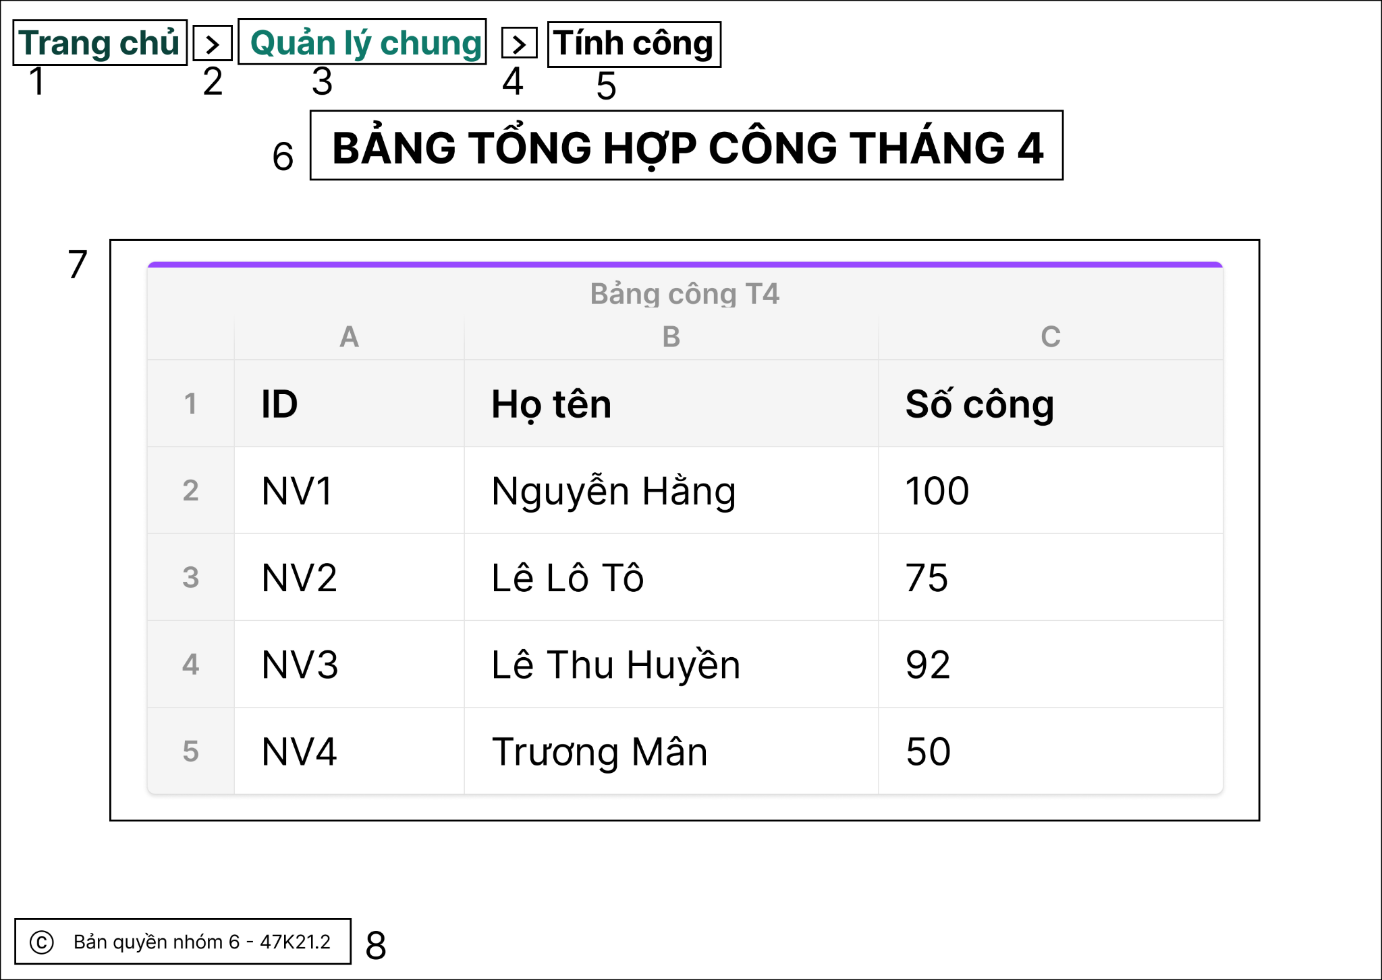 Trang chủ > Quản lý chung > Tính công
1 2 3 4 5
6 BẢNG TỔNG HỢP CÔNG THÁNG 4
7
Bảng công T4
A B C
1 ID Họ tên Số công
2 NV1 Nguyễn Hằng 100
3 NV2 Lê Lô Tô 75
4 NV3 Lê Thu Huyền 92
5 NV4 Trương Mân 50
© Bản quyền nhóm 6 - 47K21.2 8